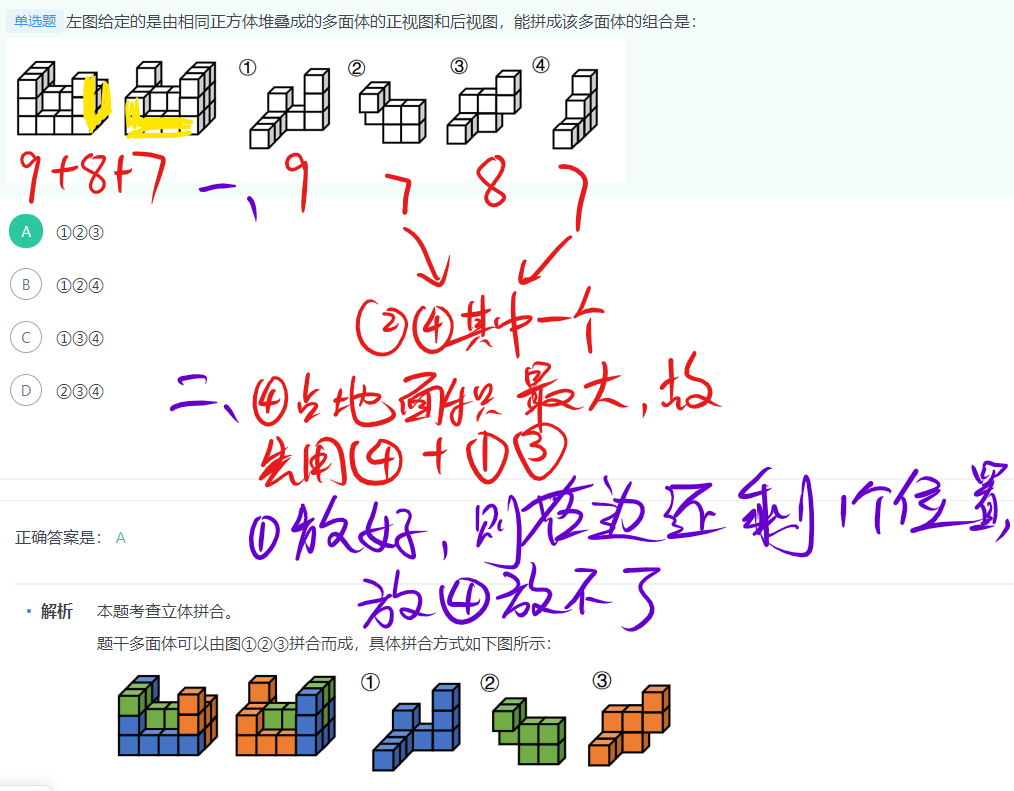 单选题 左图给定的是由相同正方体堆叠成的多面体的正视图和后视图，能拼成该多面体的组合是：
① ② ③ ④
9+8+7 一、 9 7 8 7
A ①②③
B ①②④
②④其中一个
C ①③④
D ②③④
二、④占地面积最大，故
先用④+①③
①放好，则右边还剩1个位置，
正确答案是： A
放④放不了
• 解析 本题考查立体拼合。
题干多面体可以由图①②③拼合而成，具体拼合方式如下图所示：
① ② ③